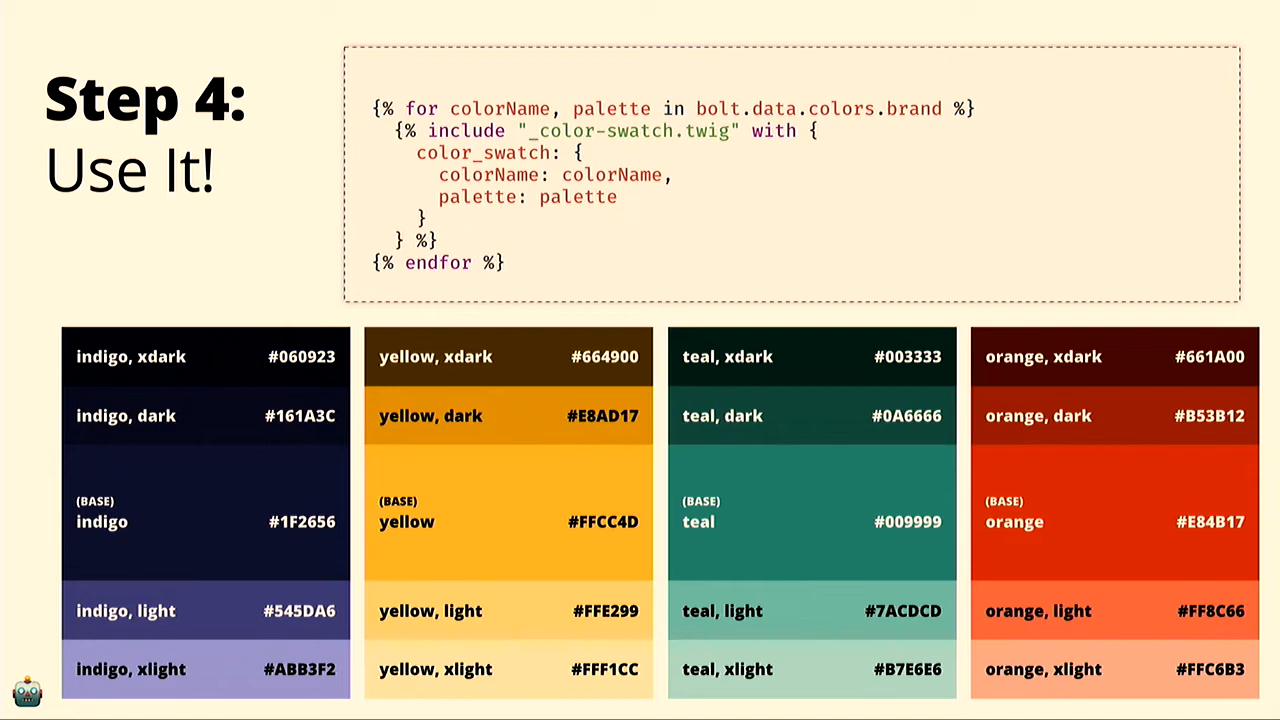 Step 4:
Use It!
{% for colorName, palette in bolt.data.colors.brand %}
  {% include "_color-swatch.twig" with {
    color_swatch: {
      colorName: colorName,
      palette: palette
    }
  } %}
{% endfor %}
indigo, xdark #060923
indigo, dark #161A3C
(BASE)
indigo #1F2656
indigo, light #545DA6
indigo, xlight #ABB3F2
yellow, xdark #664900
yellow, dark #E8AD17
(BASE)
yellow #FFCC4D
yellow, light #FFE299
yellow, xlight #FFF1CC
teal, xdark #003333
teal, dark #0A6666
(BASE)
teal #009999
teal, light #7ACDCD
teal, xlight #B7E6E6
orange, xdark #661A00
orange, dark #B53B12
(BASE)
orange #E84B17
orange, light #FF8C66
orange, xlight #FFC6B3